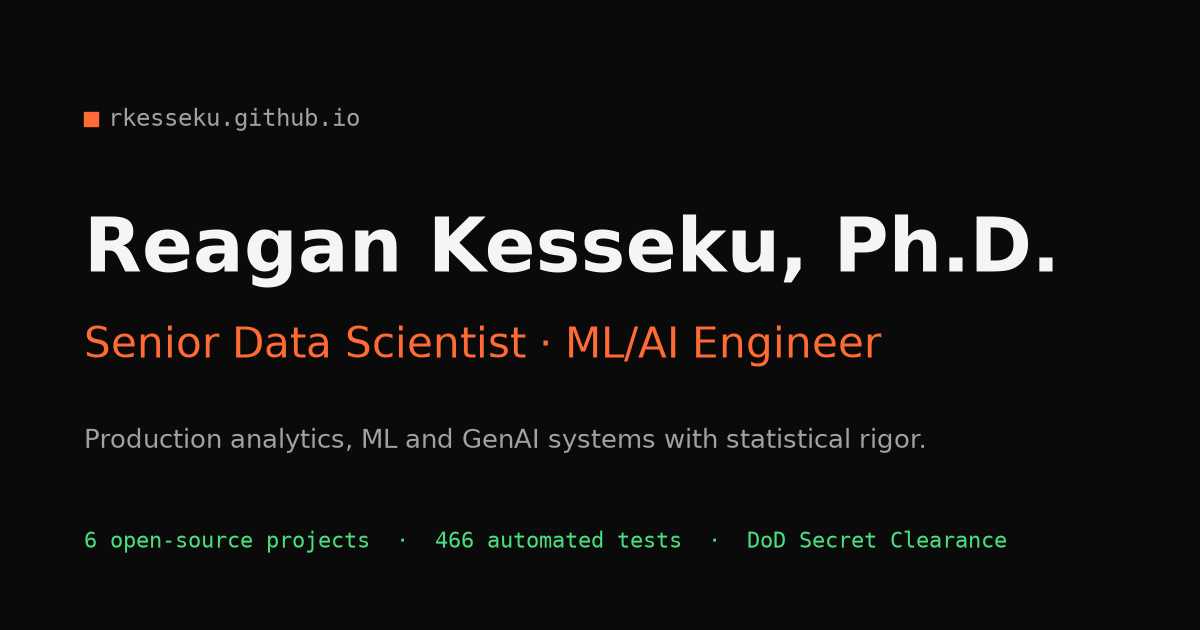 rkesseku.github.io
Reagan Kesseku, Ph.D.
Senior Data Scientist · ML/AI Engineer
Production analytics, ML and GenAI systems with statistical rigor.
6 open-source projects · 466 automated tests · DoD Secret Clearance